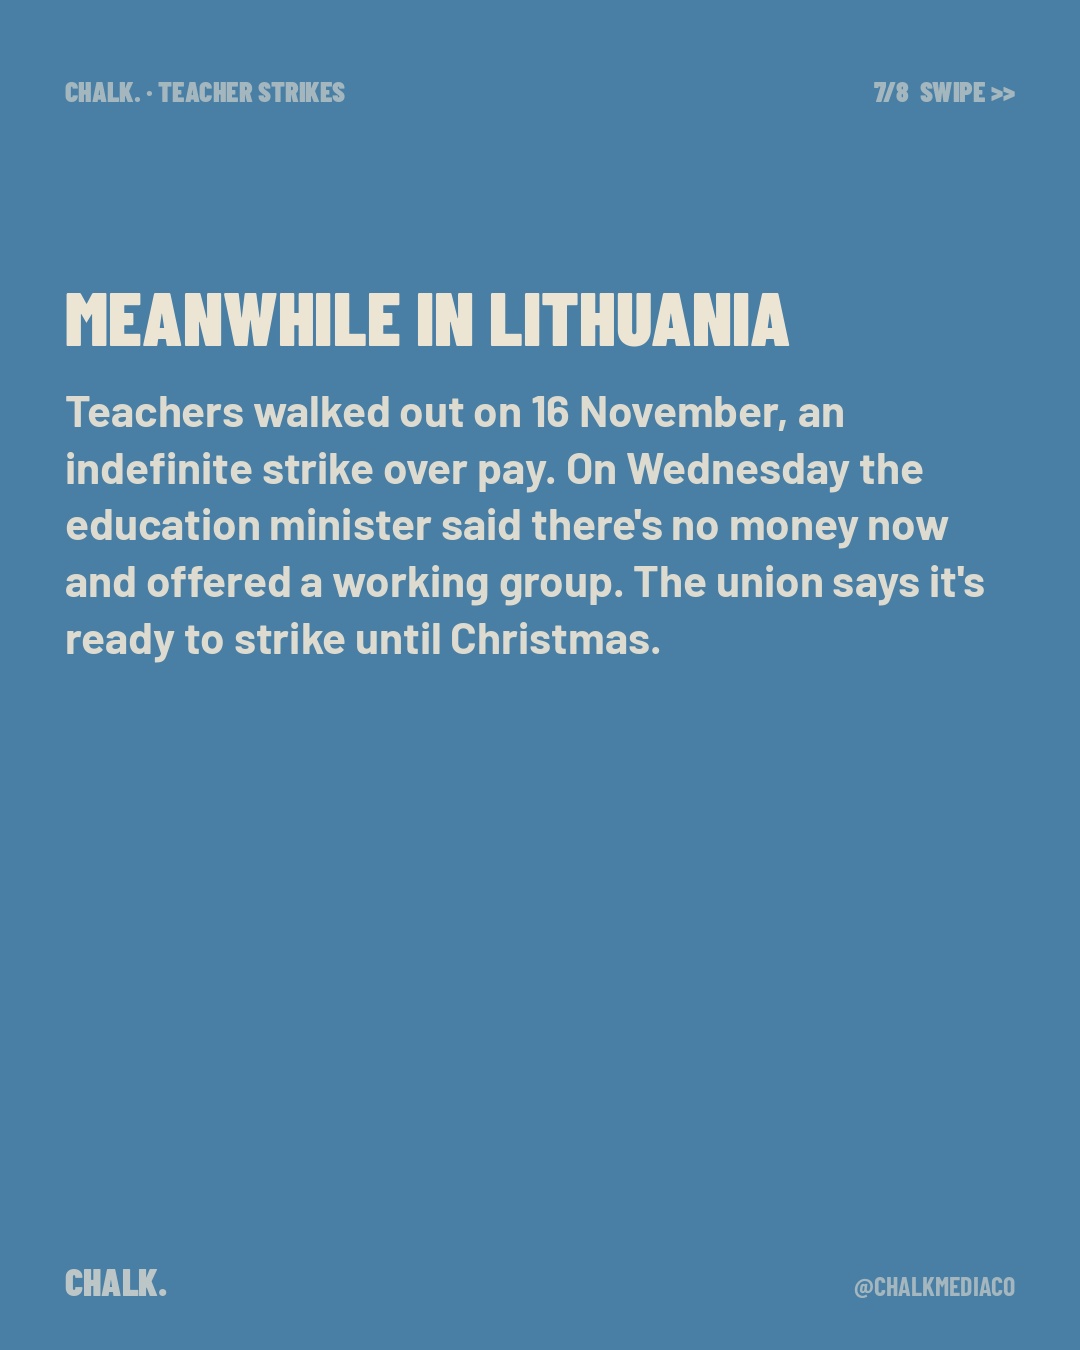 CHALK. · TEACHER STRIKES
7/8 SWIPE >>
MEANWHILE IN LITHUANIA
Teachers walked out on 16 November, an
indefinite strike over pay. On Wednesday the
education minister said there's no money now
and offered a working group. The union says it's
ready to strike until Christmas.
CHALK.
@CHALKMEDIACO